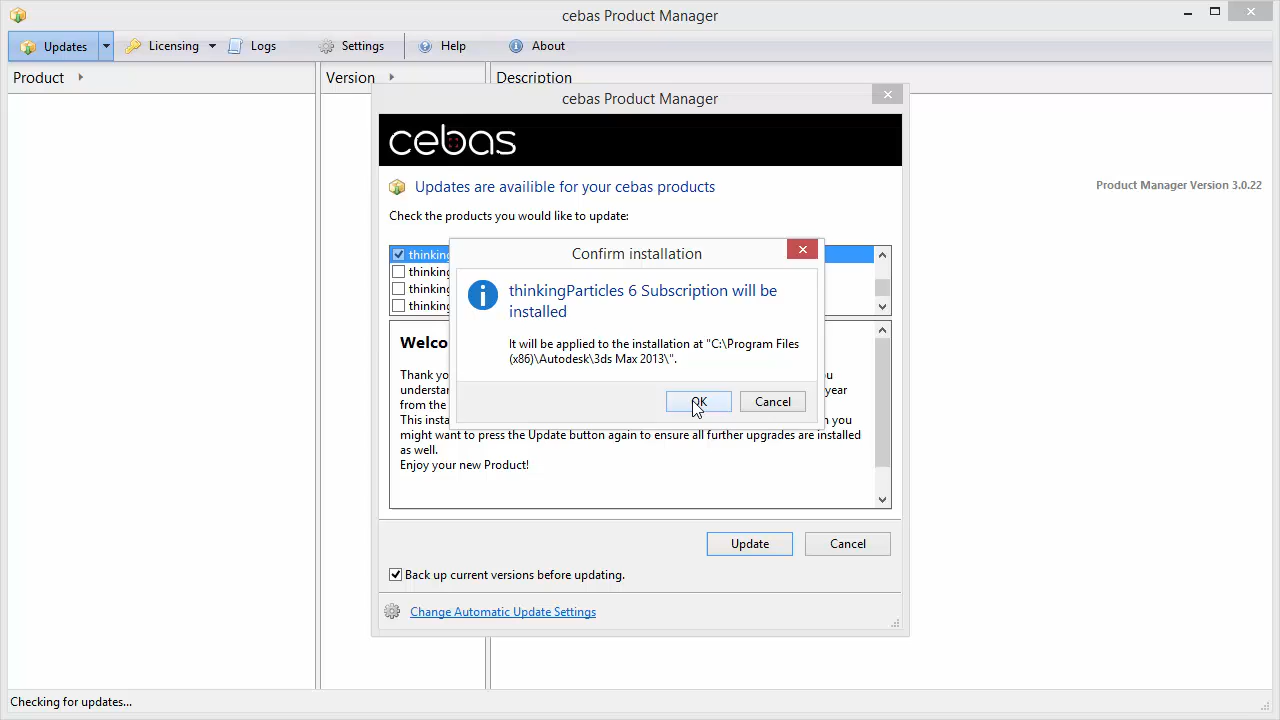 cebas Product Manager
Updates
Licensing
Logs
Settings
Help
About
Product
Version
Description
cebas Product Manager
cebas
Updates are availible for your cebas products
Product Manager Version 3.0.22
Check the products you would like to update:
thinking
thinking
thinking
thinking
Confirm installation
thinkingParticles 6 Subscription will be
installed
It will be applied to the installation at "C:\Program Files
(x86)\Autodesk\3ds Max 2013\".
OK
Cancel
Welco
Thank yo u
understan year
from the
This insta n you
might want to press the Update button again to ensure all further upgrades are installed
as well.
Enjoy your new Product!
Update
Cancel
Back up current versions before updating.
Change Automatic Update Settings
Checking for updates...